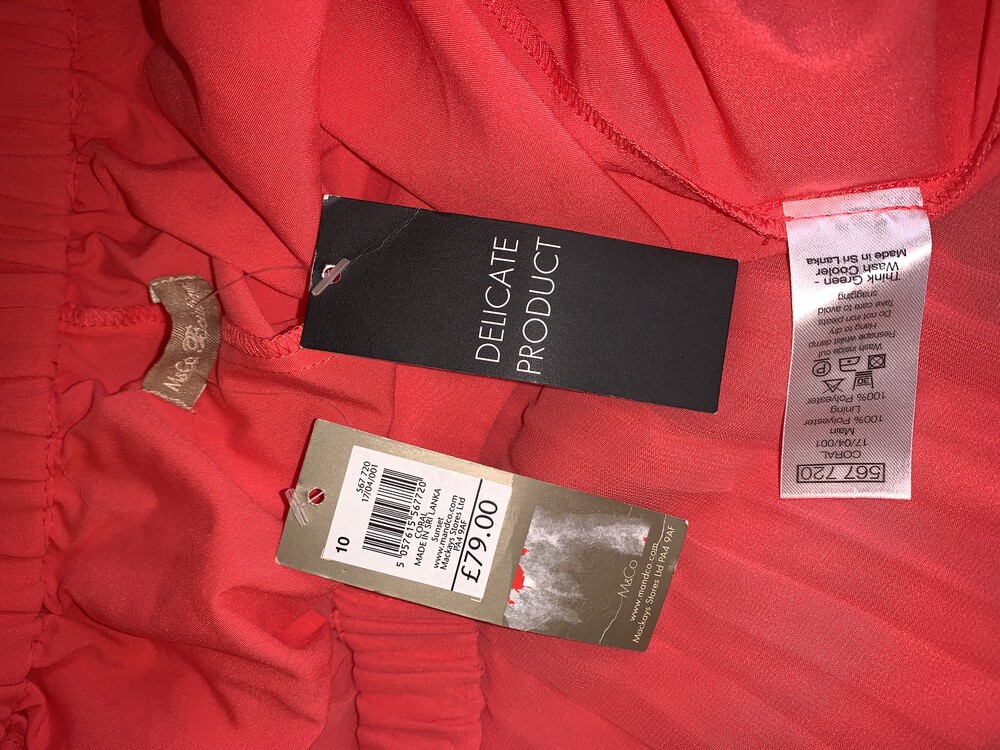 M&Co
DELICATE
PRODUCT
10
567 720
17/04/001
5 057615 567720
CORAL
MADE IN SRI LANKA
Sunset
www.mandco.com
Mackays Stores Ltd
PA4 9AF
£79.00
M&Co
www.mandco.com
Mackays Stores Ltd PA4 9AF
567 720
CORAL
17/04/001
Main
100% Polyester
Lining
100% Polyester
30
P
Wash inside out
Reshape whilst damp
Hang to dry
Do not iron pleats
Take care to avoid
snagging
Think Green -
Wash Cooler
Made in Sri Lanka